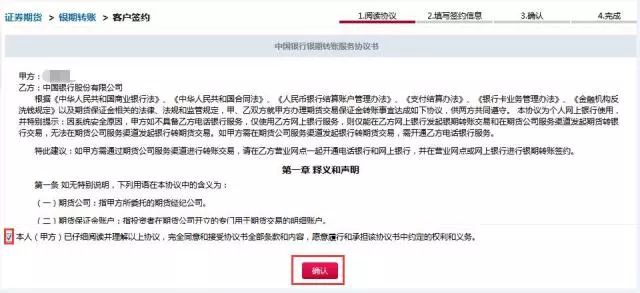 证券期货 > 银期转账 > 客户签约
1.阅读协议 2.填写签约信息 3.确认 4.完成
中国银行银期转账服务协议书
甲方：
乙方：中国银行股份有限公司
根据《中华人民共和国商业银行法》、《中华人民共和国合同法》、《人民币银行结算账户管理办法》、《支付结算办法》、《银行卡业务管理办法》、《金融机构反
洗钱规定》以及期货保证金相关的法律、法规和监管规定，甲、乙双方就甲方办理期货交易保证金转账事宜达成如下协议，供两方共同遵守。 本协议为个人网上银行使用，
并特别提示：因系统安全原因，甲方如不具备乙方电话银行服务，仅使用乙方网上银行服务，则仅能在乙方网上银行发起银期转账交易和在期货公司服务渠道发起期货转银
行交易，无法在期货公司服务渠道发起银行转期货交易。如甲方需在期货公司服务渠道发起银行转期货交易，需开通乙方电话银行服务。
特此建议：如甲方需通过期货公司服务渠道进行转账交易，请在乙方营业网点一起开通电话银行和网上银行，并在营业网点或网上银行进行银期转账签约。
第一章 释义和声明
第一条 如无特别说明，下列用语在本协议中的含义为：
（一）期货公司：指甲方所委托的期货经纪公司。
（二）期货保证金账户：指投资者在期货公司开立的专门用于期货交易的明细账户。
本人（甲方）已仔细阅读并理解以上协议，完全同意和接受协议书全部条款和内容，愿意履行和承担该协议书中约定的权利和义务。
确认